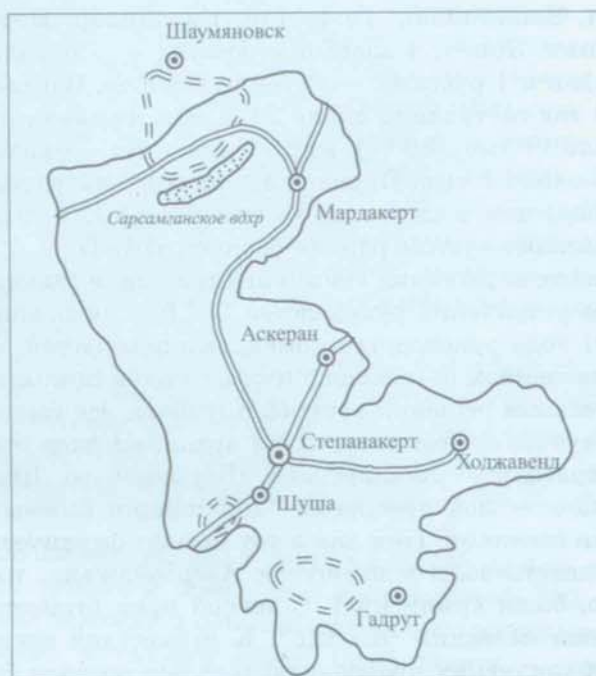 Шаумяновск
Сарсамганское вдхр
Мардакерт
Аскеран
Степанакерт
Ходжавенд
Шуша
Гадрут